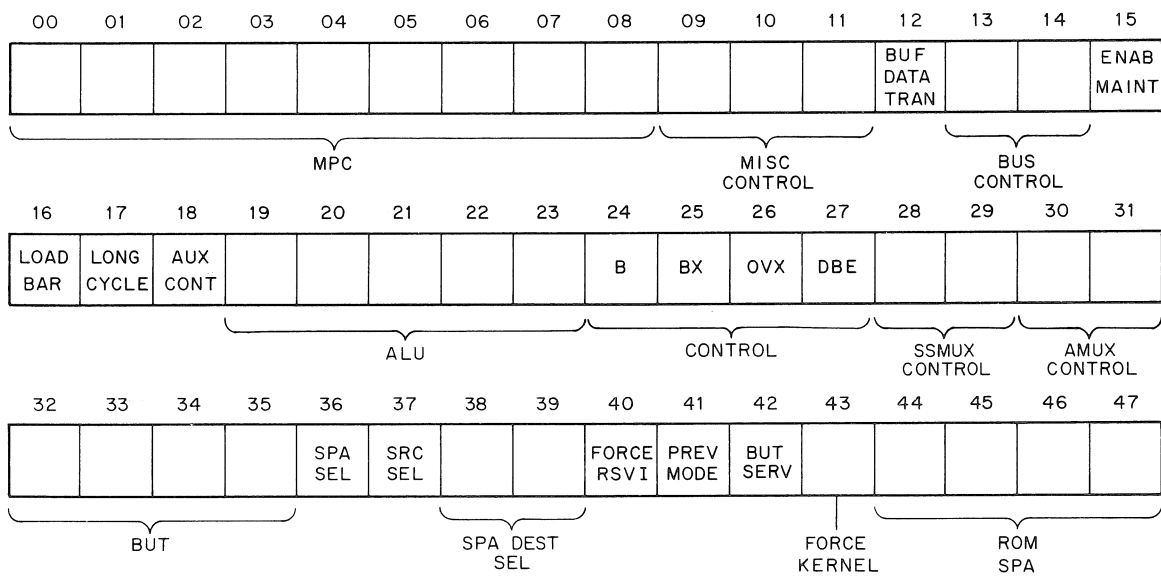 00 01 02 03 04 05 06 07 08 09 10 11 12 13 14 15
BUF DATA TRAN
ENAB MAINT
MPC
MISC CONTROL
BUS CONTROL
16 17 18 19 20 21 22 23 24 25 26 27 28 29 30 31
LOAD BAR
LONG CYCLE
AUX CONT
B
BX
OVX
DBE
ALU
CONTROL
SSMUX CONTROL
AMUX CONTROL
32 33 34 35 36 37 38 39 40 41 42 43 44 45 46 47
SPA SEL
SRC SEL
FORCE RSVI
PREV MODE
BUT SERV
BUT
SPA DEST SEL
FORCE KERNEL
ROM SPA